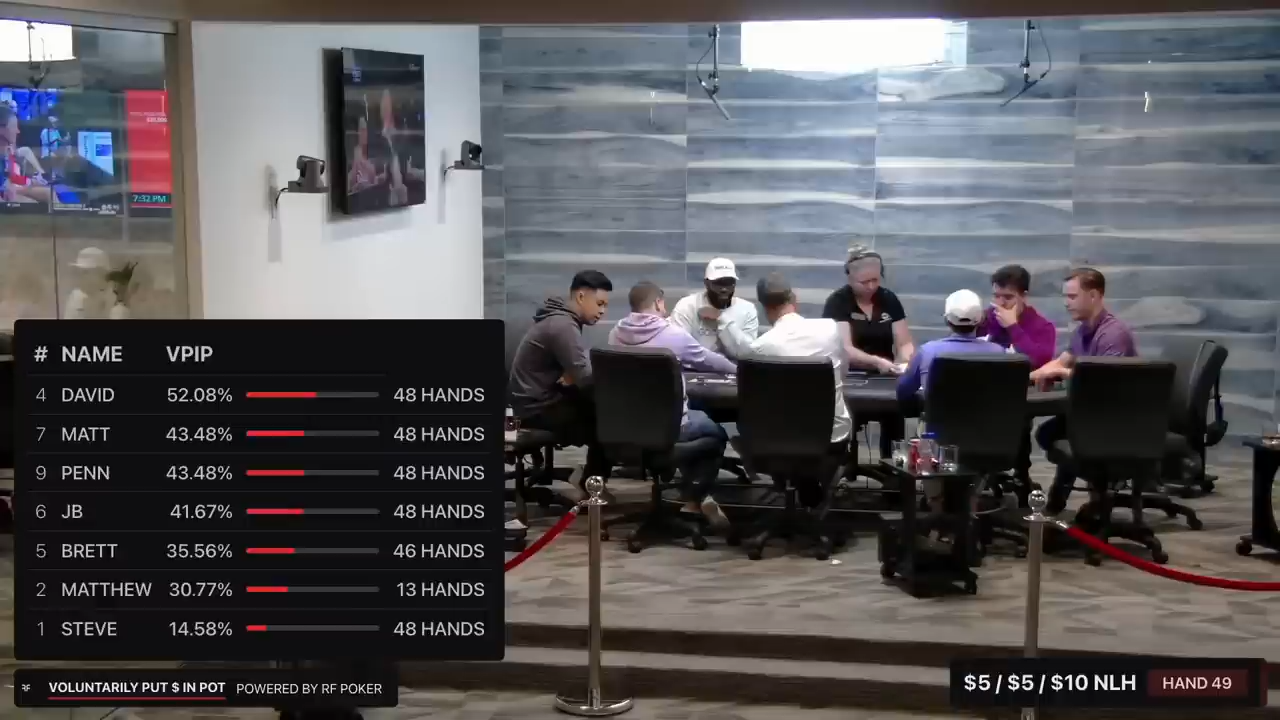 7:32 PM
# NAME VPIP
4 DAVID 52.08% 48 HANDS
7 MATT 43.48% 48 HANDS
9 PENN 43.48% 48 HANDS
6 JB 41.67% 48 HANDS
5 BRETT 35.56% 46 HANDS
2 MATTHEW 30.77% 13 HANDS
1 STEVE 14.58% 48 HANDS
RF VOLUNTARILY PUT $ IN POT POWERED BY RF POKER
$5 / $5 / $10 NLH HAND 49